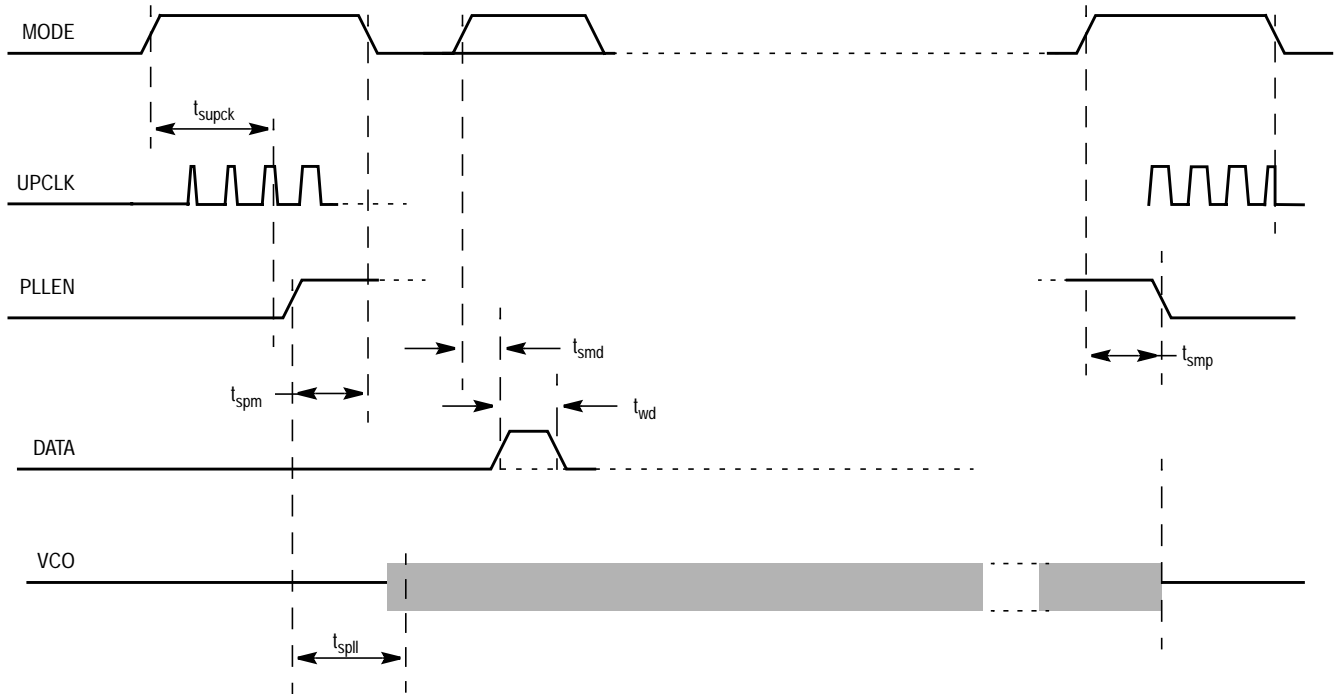 MODE
t_supck
UPCLK
PLLEN
t_smd
t_smp
t_spm
t_wd
DATA
VCO
t_spll